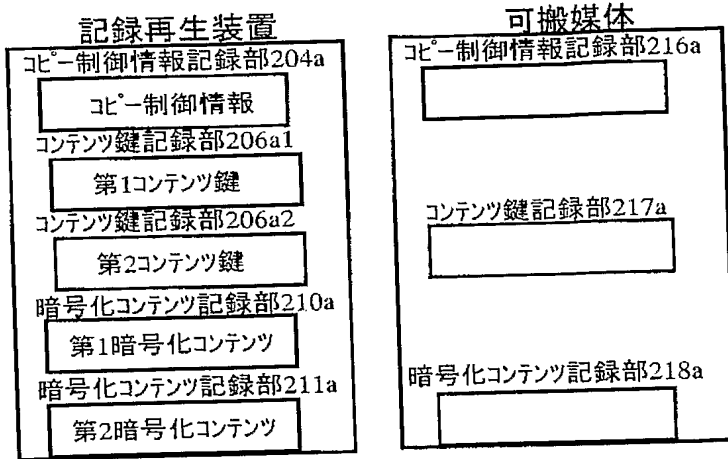 記録再生装置
コピー制御情報記録部204a
コピー制御情報
コンテンツ鍵記録部206a1
第1コンテンツ鍵
コンテンツ鍵記録部206a2
第2コンテンツ鍵
暗号化コンテンツ記録部210a
第1暗号化コンテンツ
暗号化コンテンツ記録部211a
第2暗号化コンテンツ
可搬媒体
コピー制御情報記録部216a
コンテンツ鍵記録部217a
暗号化コンテンツ記録部218a